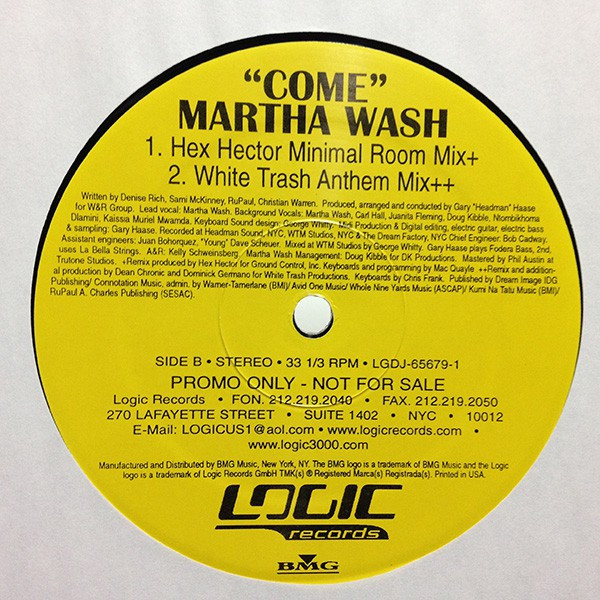 “COME”
MARTHA WASH
1. Hex Hector Minimal Room Mix+
2. White Trash Anthem Mix++
Written by Denise Rich, Sami McKinney, RuPaul, Christian Warren. Produced, arranged and conducted by Gary "Headman" Haase
for W&R Group. Lead vocal: Martha Wash. Background Vocals: Martha Wash, Carl Hall, Juanita Fleming, Doug Kibble, Ntombikhoma
Dlamini, Kaissia Muriel Mwamda. Keyboard Sound design: George Whitty. Midi Production & Digital editing, electric guitar, electric bass
& sampling: Gary Haase. Recorded at Headman Sound, NYC, WTM Studios, NYC & The Dream Factory, NYC Chief Engineer: Bob Cadway,
Assistant engineers: Juan Bohorquez, "Young" Dave Scheuer. Mixed at WTM Studios by George Whitty. Gary Haase plays Fodera Bass, 2nd,
uses La Bella Strings. A&R: Kelly Schweinsberg / Martha Wash Management: Doug Kibble for DK Productions. Mastered by Phil Austin at
Trutone Studios. +Remix produced by Hex Hector for Ground Control, Inc. Keyboards and programming by Mac Quayle ++Remix and addition-
al production by Dean Chronic and Dominick Germano for White Trash Productions. Keyboards by Chris Frank. Published by Dream Image IDG
Publishing/ Connotation Music, admin. by Warner-Tamerlane (BMI)/ Avid One Music/ Whole Nine Yards Music (ASCAP)/ Kumi Na Tatu Music (BMI)/
RuPaul A. Charles Publishing (SESAC).
SIDE B • STEREO • 33 1/3 RPM • LGDJ-65679-1
PROMO ONLY - NOT FOR SALE
Logic Records • FON. 212.219.2040 • FAX. 212.219.2050
270 LAFAYETTE STREET • SUITE 1402 • NYC • 10012
E-Mail: LOGICUS1@aol.com • www.logicrecords.com •
www.logic3000.com
Manufactured and Distributed by BMG Music, New York, NY. The BMG logo is a trademark of BMG Music and the Logic
logo is a trademark of Logic Records GmbH TMK(s) ® Registered Marca(s) Registrada(s). Printed in USA.
LOGIC
records
BMG